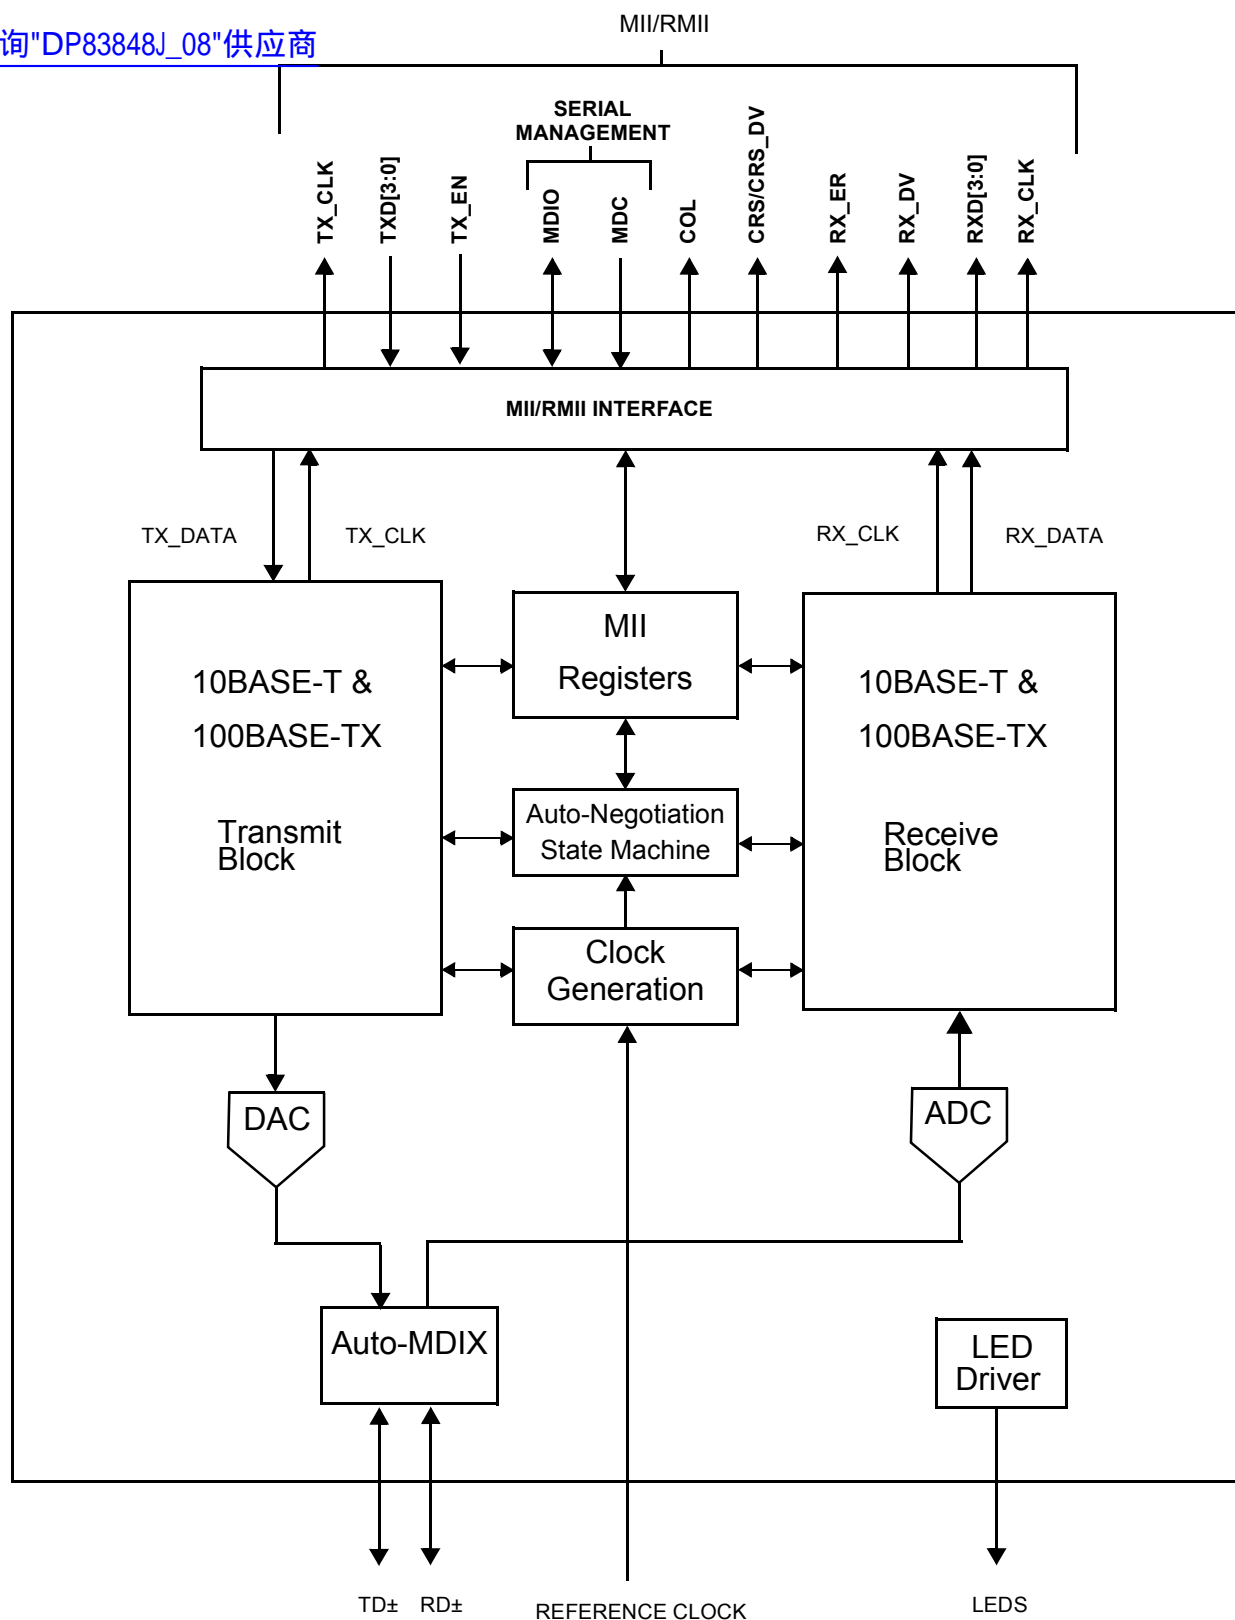 询"DP83848J_08"供应商
MII/RMII
SERIAL
MANAGEMENT
TX_CLK
TXD[3:0]
TX_EN
MDIO
MDC
COL
CRS/CRS_DV
RX_ER
RX_DV
RXD[3:0]
RX_CLK
MII/RMII INTERFACE
TX_DATA
TX_CLK
RX_CLK
RX_DATA
10BASE-T &
100BASE-TX
Transmit
Block
MII
Registers
Auto-Negotiation
State Machine
Clock
Generation
10BASE-T &
100BASE-TX
Receive
Block
DAC
ADC
Auto-MDIX
LED
Driver
TD±
RD±
REFERENCE CLOCK
LEDS